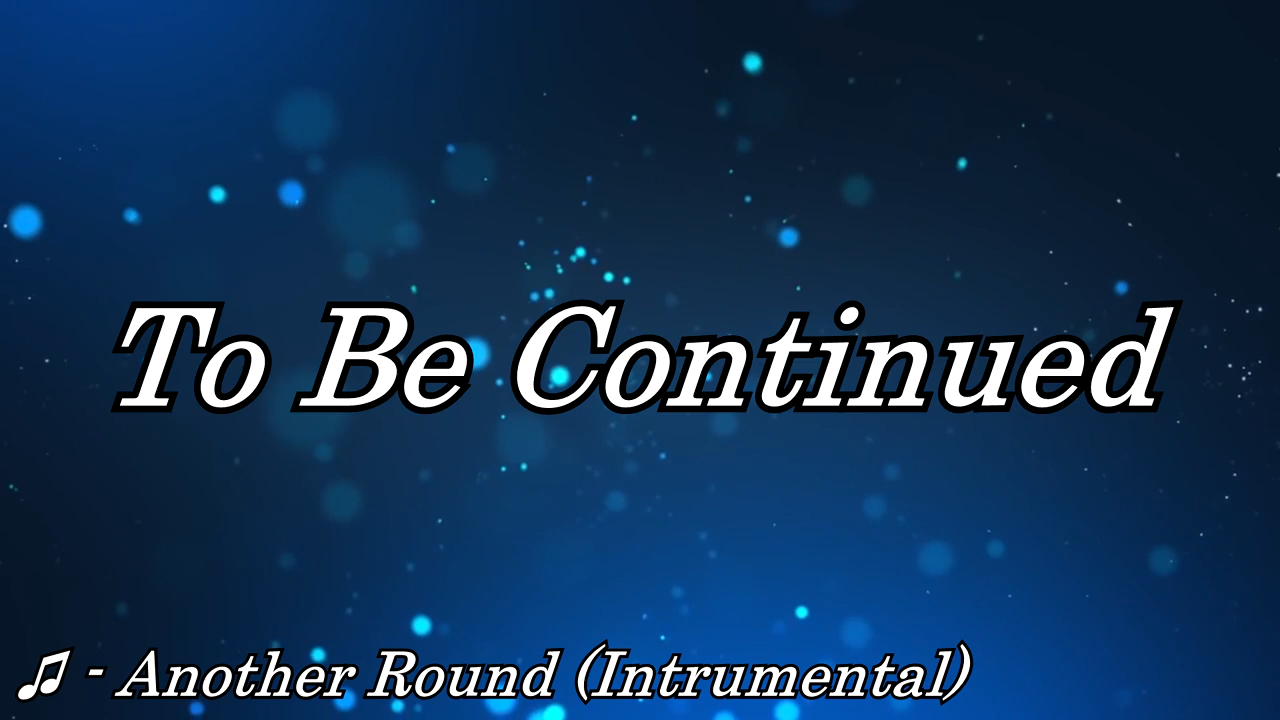 To Be Continued
♫ - Another Round (Intrumental)